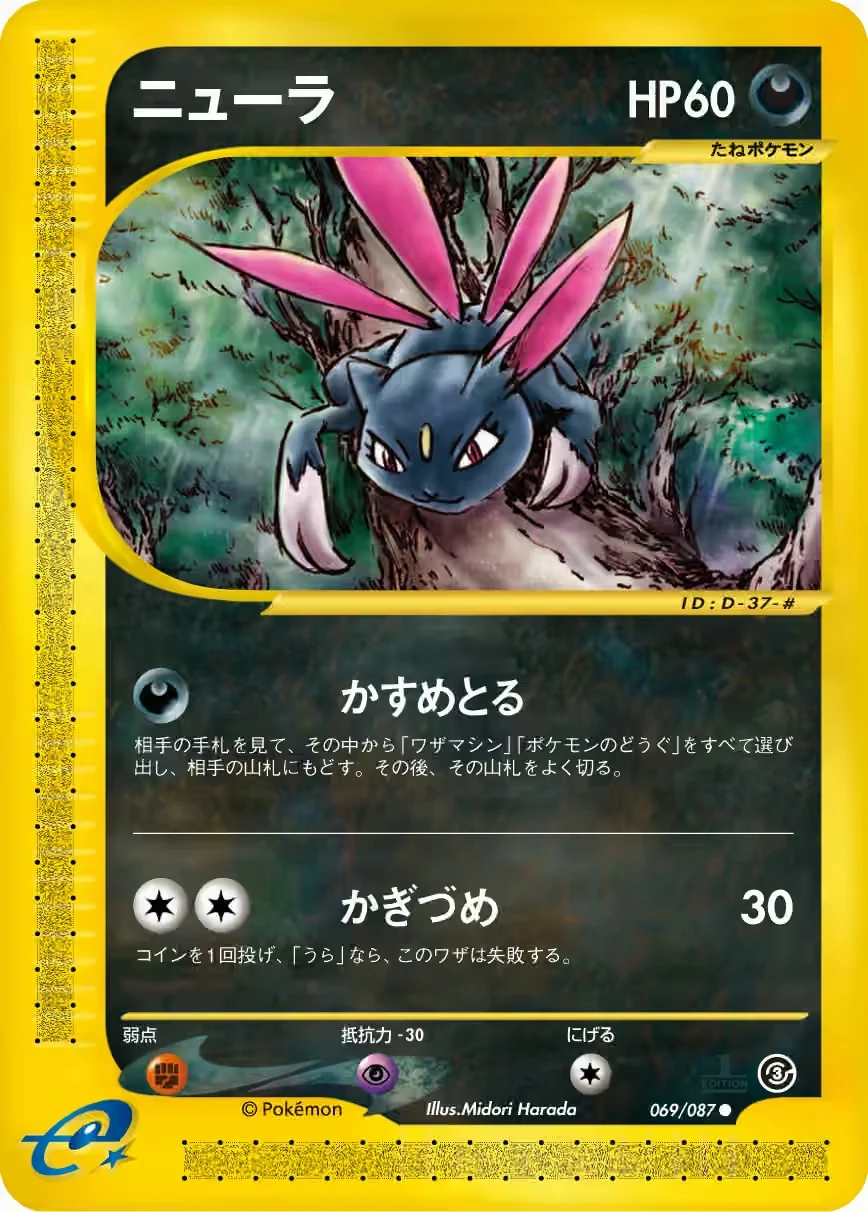 ニューラ
HP60
たねポケモン
ID:D-37-#
かすめとる
相手の手札を見て、その中から「ワザマシン」「ポケモンのどうぐ」をすべて選び
出し、相手の山札にもどす。その後、その山札をよく切る。
かぎづめ 30
コインを1回投げ、「うら」なら、このワザは失敗する。
弱点 抵抗力 -30 にげる
1 EDITION
3
© Pokémon Illus.Midori Harada 069/087
e